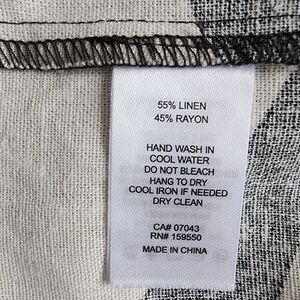 55% LINEN
45% RAYON
HAND WASH IN
COOL WATER
DO NOT BLEACH
HANG TO DRY
COOL IRON IF NEEDED
DRY CLEAN
CA# 07043
RN# 159550
MADE IN CHINA